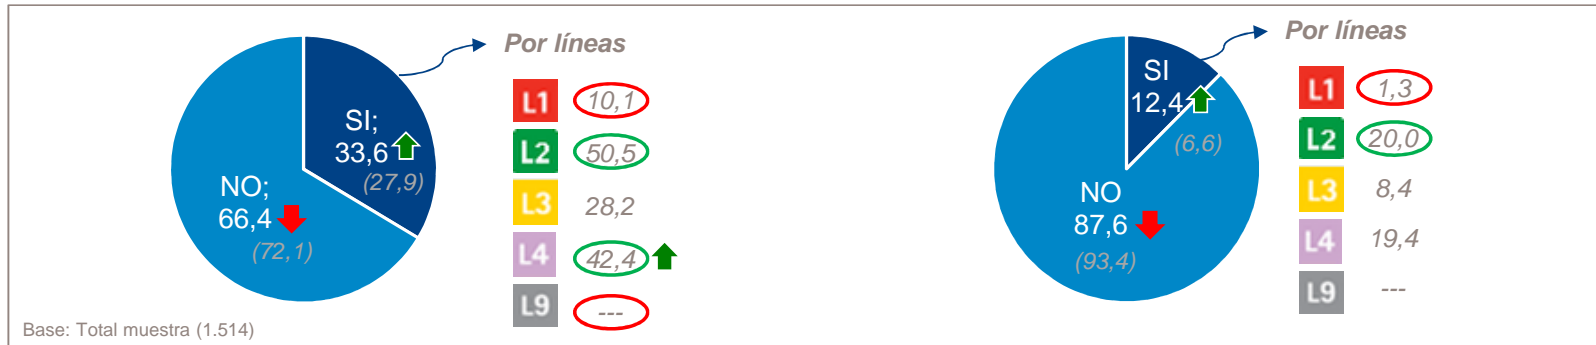 Por líneas
SI;
33,6
(27,9)
NO;
66,4
(72,1)
L1 10,1
L2 50,5
L3 28,2
L4 42,4
L9 ---
Base: Total muestra (1.514)
Por líneas
SI
12,4
(6,6)
NO
87,6
(93,4)
L1 1,3
L2 20,0
L3 8,4
L4 19,4
L9 ---